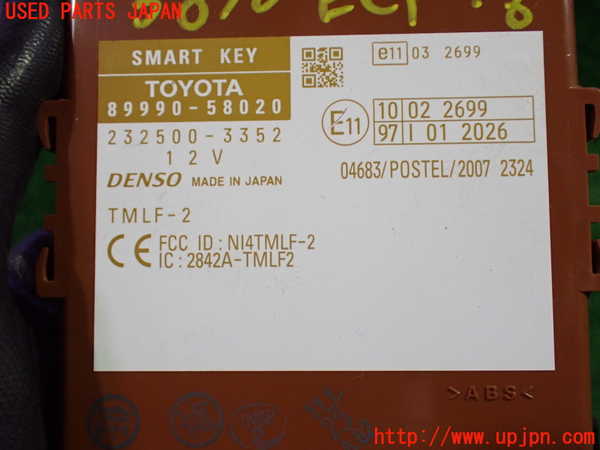 USED PARTS JAPAN
SMART KEY
TOYOTA
89990-58020
232500-3352
12V
DENSO MADE IN JAPAN
TMLF-2
CE FCC ID : NI4TMLF-2
IC : 2842A-TMLF2
e11 03 2699
E11
10 02 2699
97 I 01 2026
04683/POSTEL/2007 2324
>ABS<
http://www.upjpn.com/